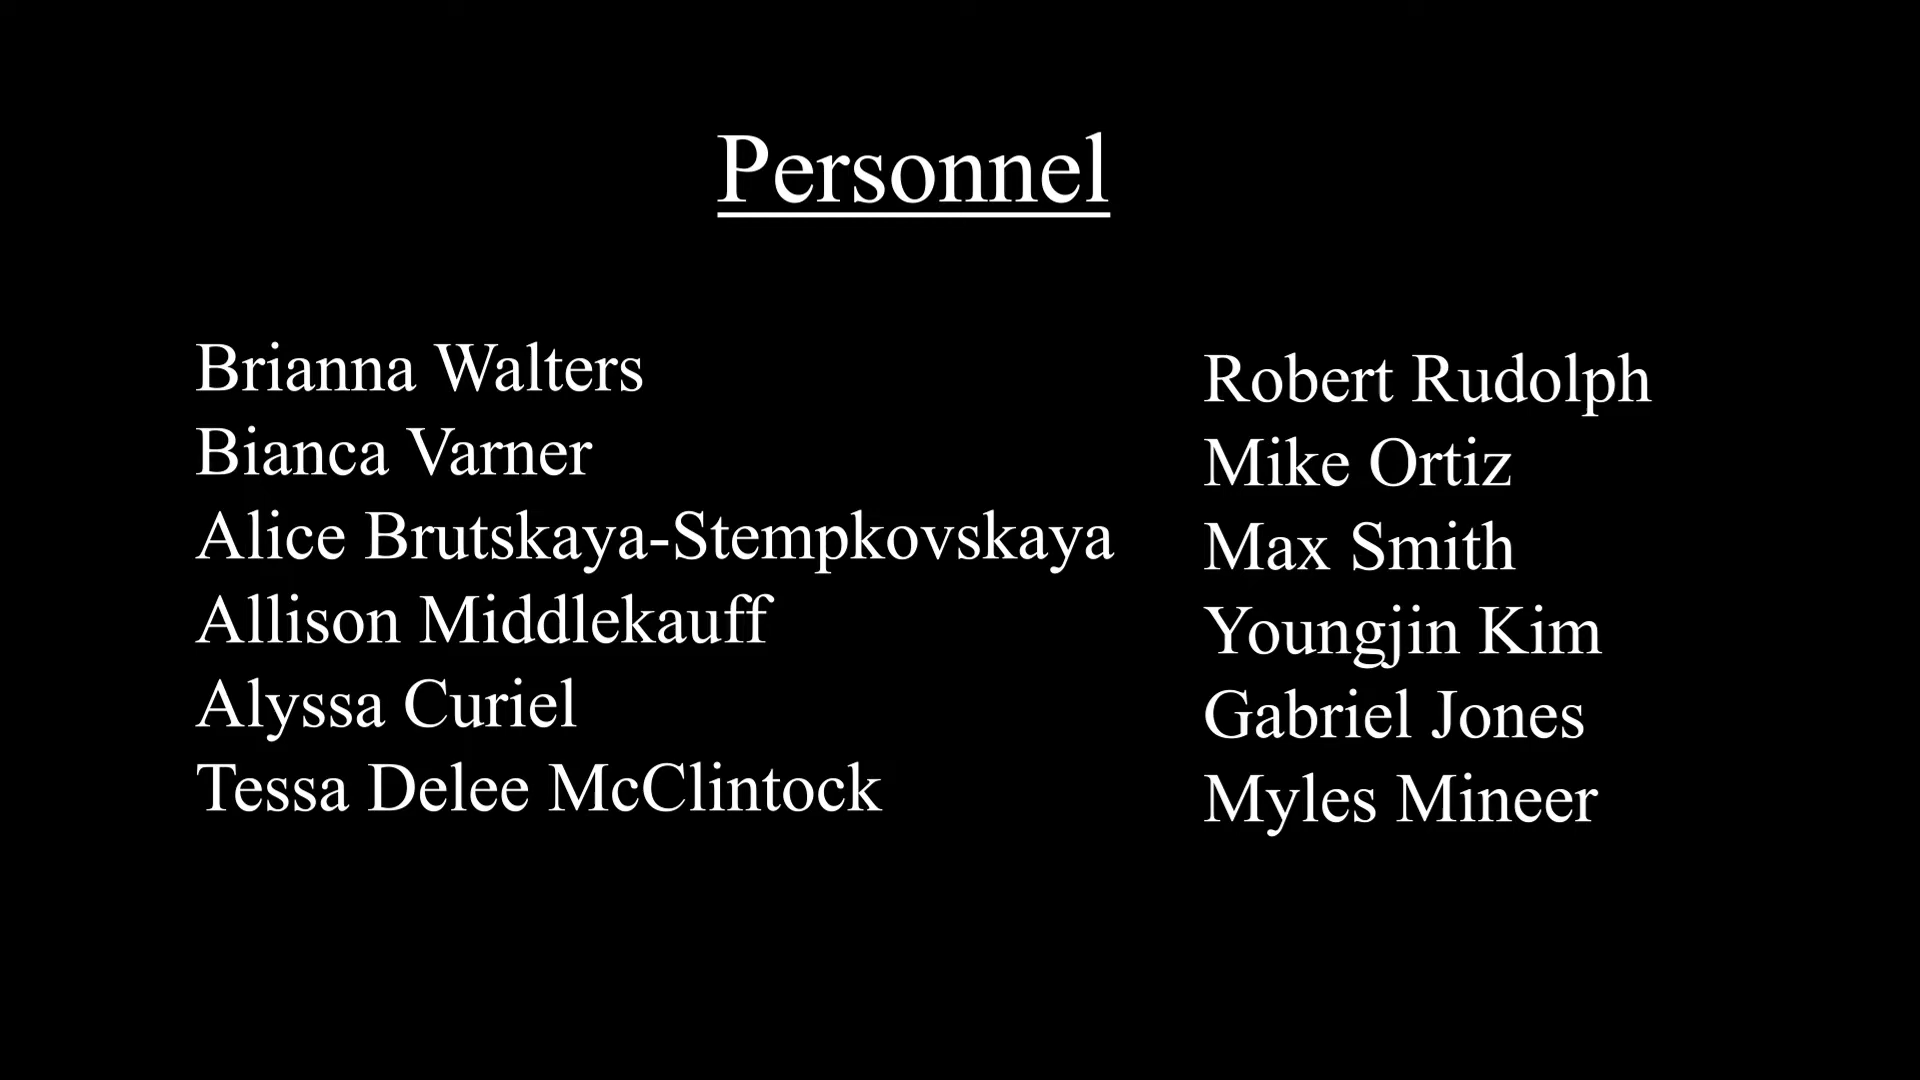 Personnel
Brianna Walters
Bianca Varner
Alice Brutskaya-Stempkovskaya
Allison Middlekauff
Alyssa Curiel
Tessa Delee McClintock
Robert Rudolph
Mike Ortiz
Max Smith
Youngjin Kim
Gabriel Jones
Myles Mineer